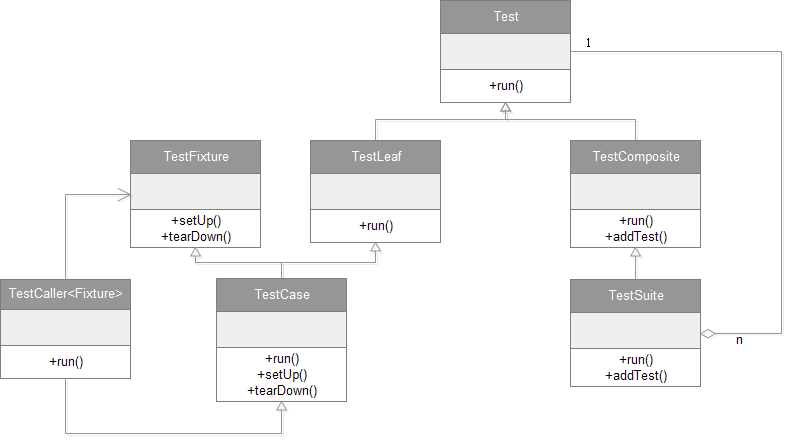 Test
+run()
1
TestFixture
+setUp()
+tearDown()
TestLeaf
+run()
TestComposite
+run()
+addTest()
TestCaller<Fixture>
+run()
TestCase
+run()
+setUp()
+tearDown()
TestSuite
+run()
+addTest()
n